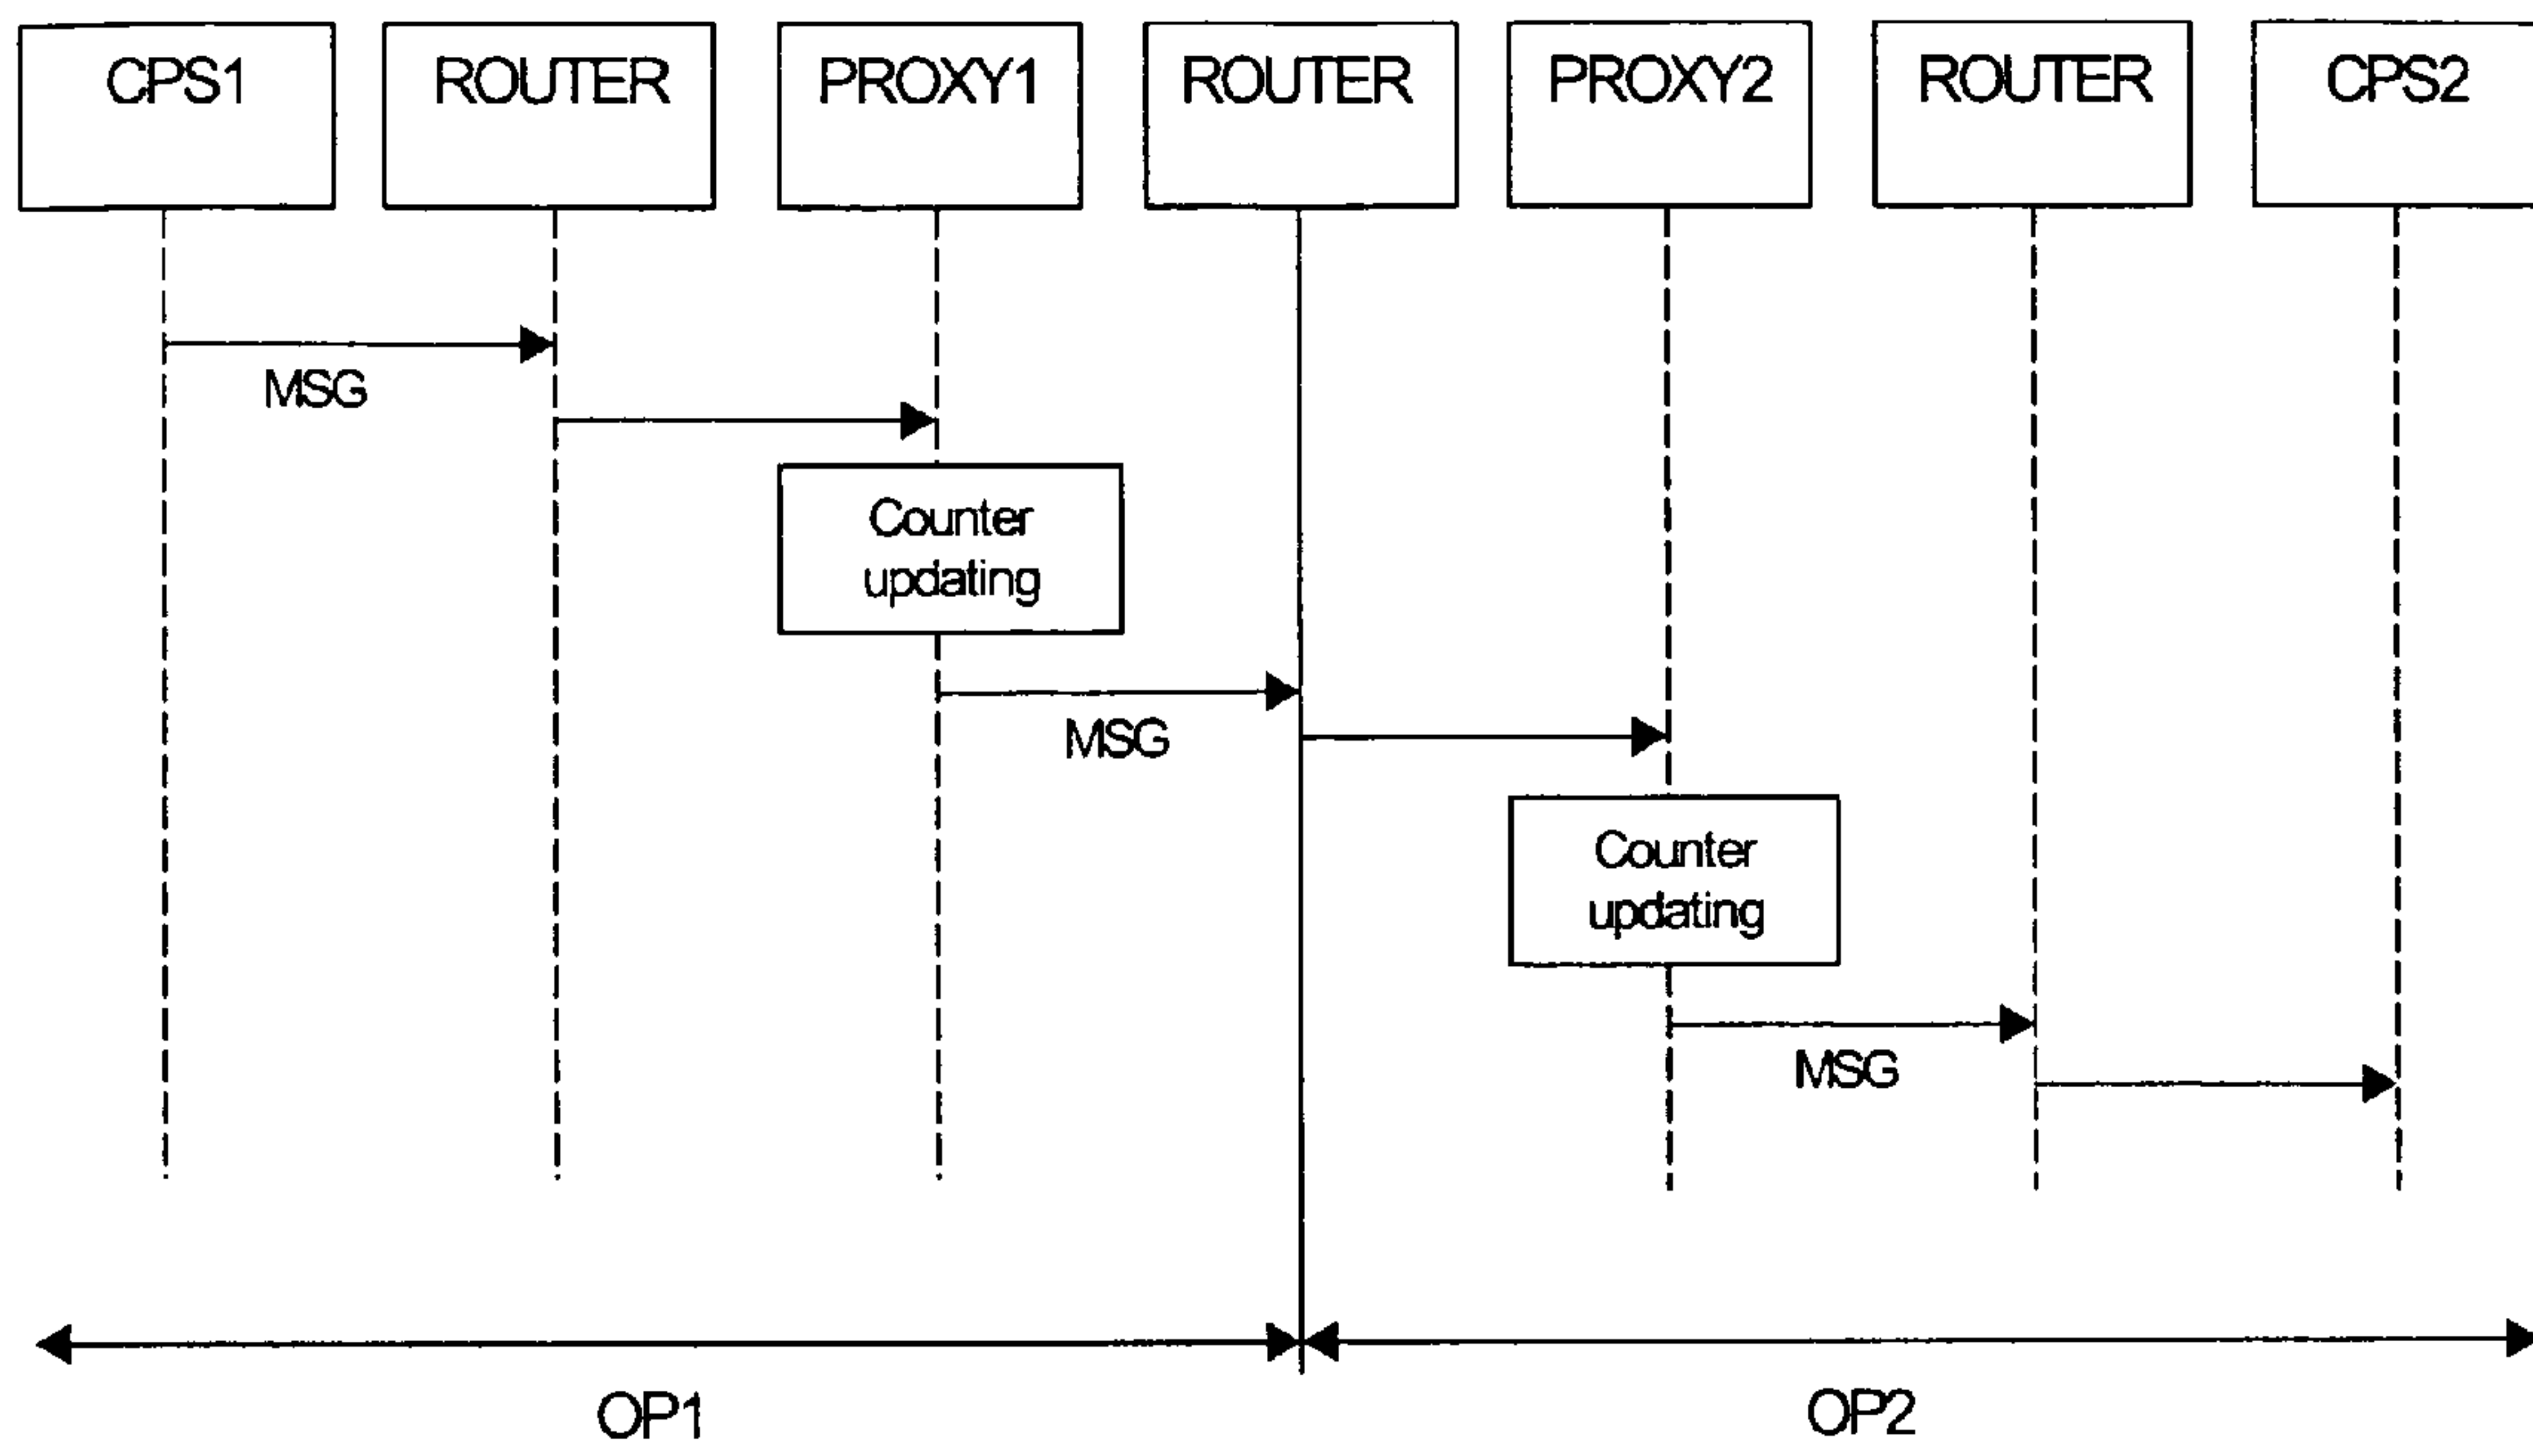 CPS1
ROUTER
PROXY1
ROUTER
PROXY2
ROUTER
CPS2
MSG
Counter
updating
MSG
Counter
updating
MSG
OP1
OP2